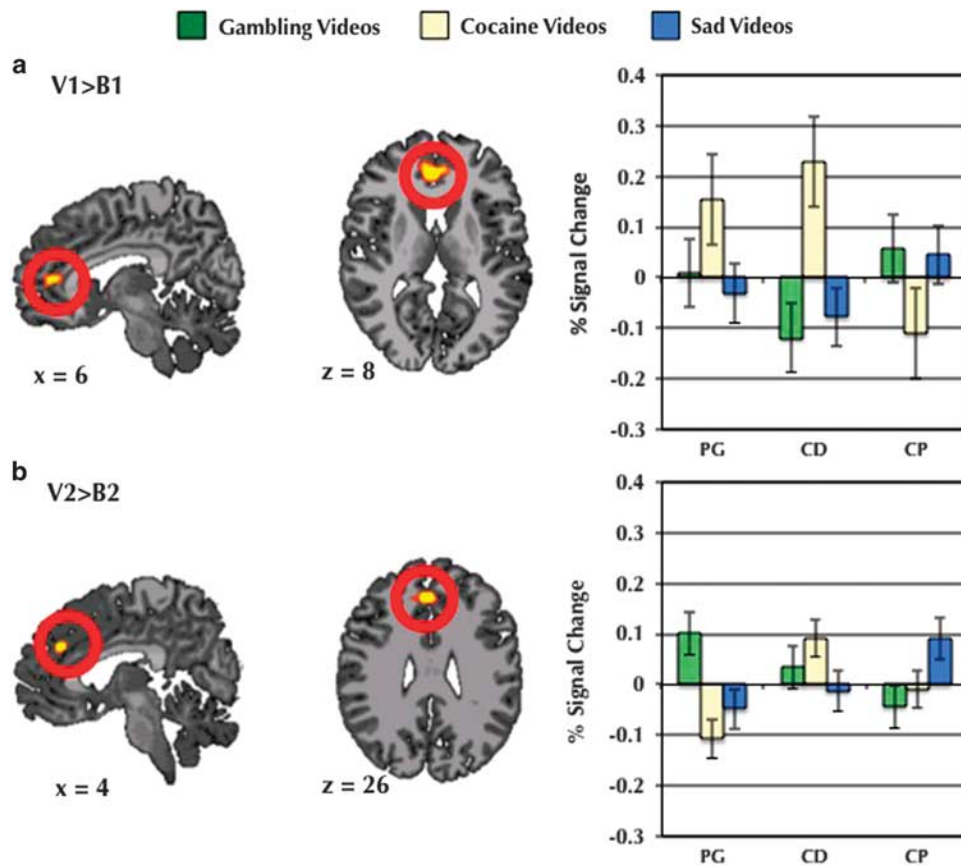 Gambling Videos Cocaine Videos Sad Videos
a
V1>B1
x = 6
z = 8
% Signal Change
0.4
0.3
0.2
0.1
0
-0.1
-0.2
-0.3
PG CD CP
b
V2>B2
x = 4
z = 26
% Signal Change
0.4
0.3
0.2
0.1
0
-0.1
-0.2
-0.3
PG CD CP